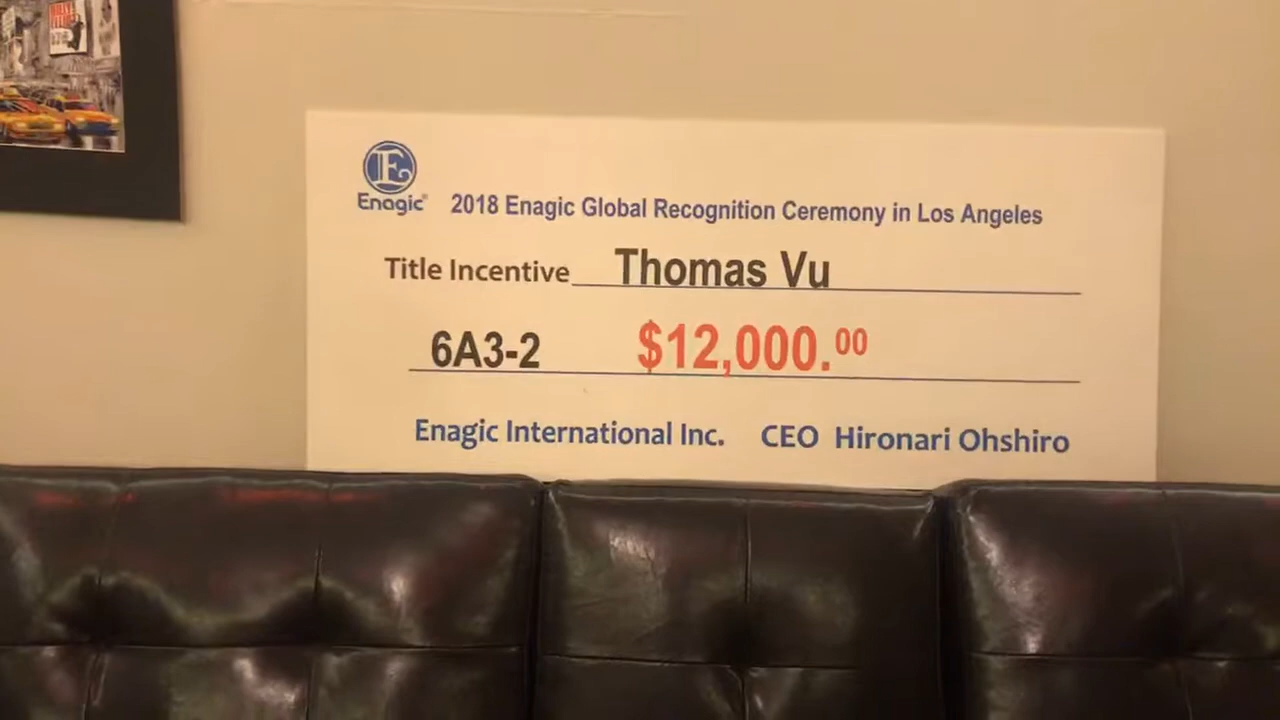 Enagic®
2018 Enagic Global Recognition Ceremony in Los Angeles
Title Incentive Thomas Vu
6A3-2 $12,000.00
Enagic International Inc. CEO Hironari Ohshiro